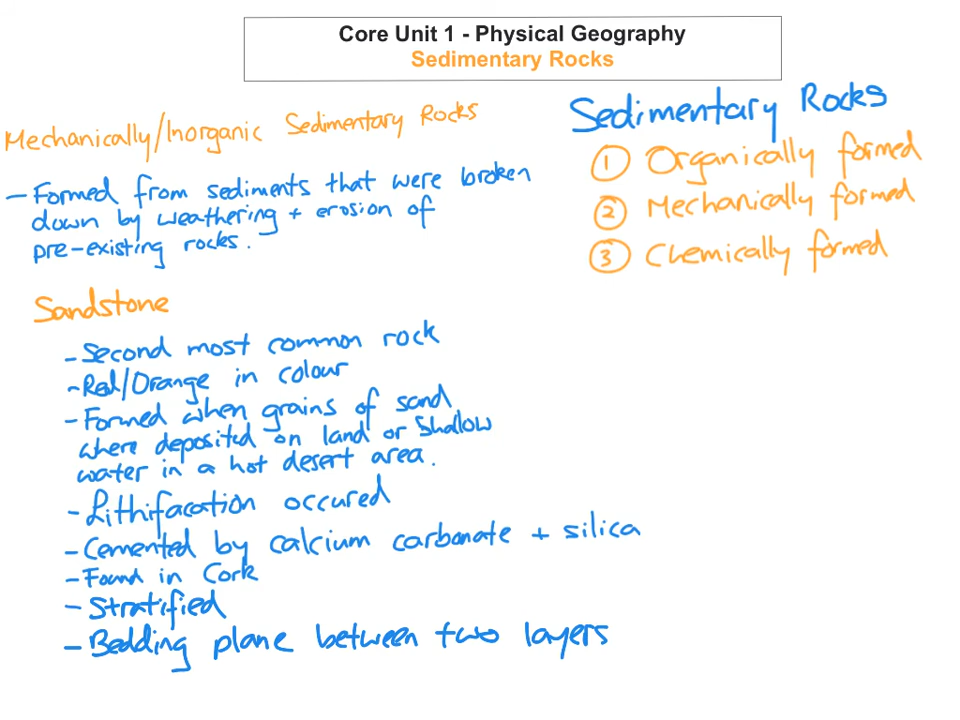 Core Unit 1 - Physical Geography
Sedimentary Rocks
Mechanically/Inorganic Sedimentary Rocks
- Formed from sediments that were broken
down by weathering + erosion of
pre-existing rocks.
Sedimentary Rocks
1 Organically formed
2 Mechanically formed
3 Chemically formed
Sandstone
- Second most common rock
- Red/Orange in colour
- Formed when grains of sand
where deposited on land or shallow
water in a hot desert area.
- Lithifacation occured
- Cemented by calcium carbonate + silica
- Found in Cork
- Stratified
- Bedding plane between two layers